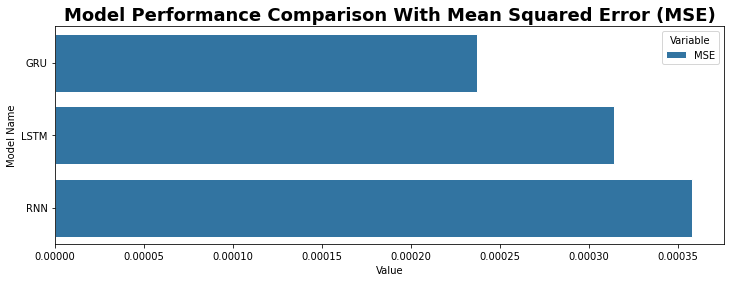 Model Performance Comparison With Mean Squared Error (MSE)
Variable
MSE
GRU
LSTM
RNN
Model Name
0.00000 0.00005 0.00010 0.00015 0.00020 0.00025 0.00030 0.00035
Value